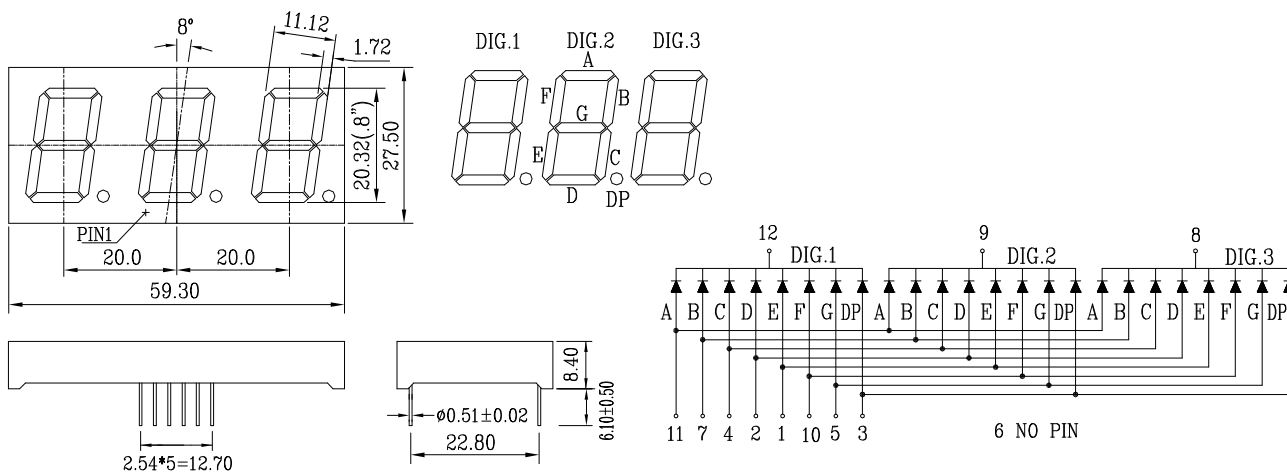 8°
11.12
1.72
20.32(.8")
27.50
PIN1
20.0
20.0
59.30
DIG.1
DIG.2
DIG.3
A
F
B
G
E
C
D
DP
8.40
6.10±0.50
ø0.51±0.02
22.80
2.54*5=12.70
12
9
8
DIG.1
DIG.2
DIG.3
A B C D E F G DP A B C D E F G DP A B C D E F G DP
11 7 4 2 1 10 5 3
6 NO PIN